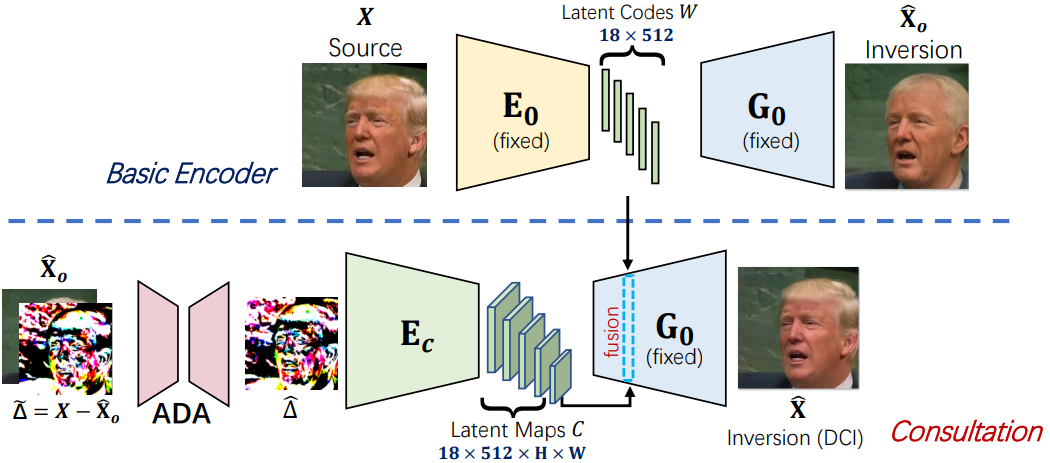 X
Source
Latent Codes W
18 × 512
X̂ₒ
Inversion
E₀
(fixed)
G₀
(fixed)
Basic Encoder
X̂ₒ
Δ̃ = X − X̂ₒ
ADA
Δ̂
E_c
Latent Maps C
18 × 512 × H × W
fusion
G₀
(fixed)
X̂
Inversion (DCI)
Consultation